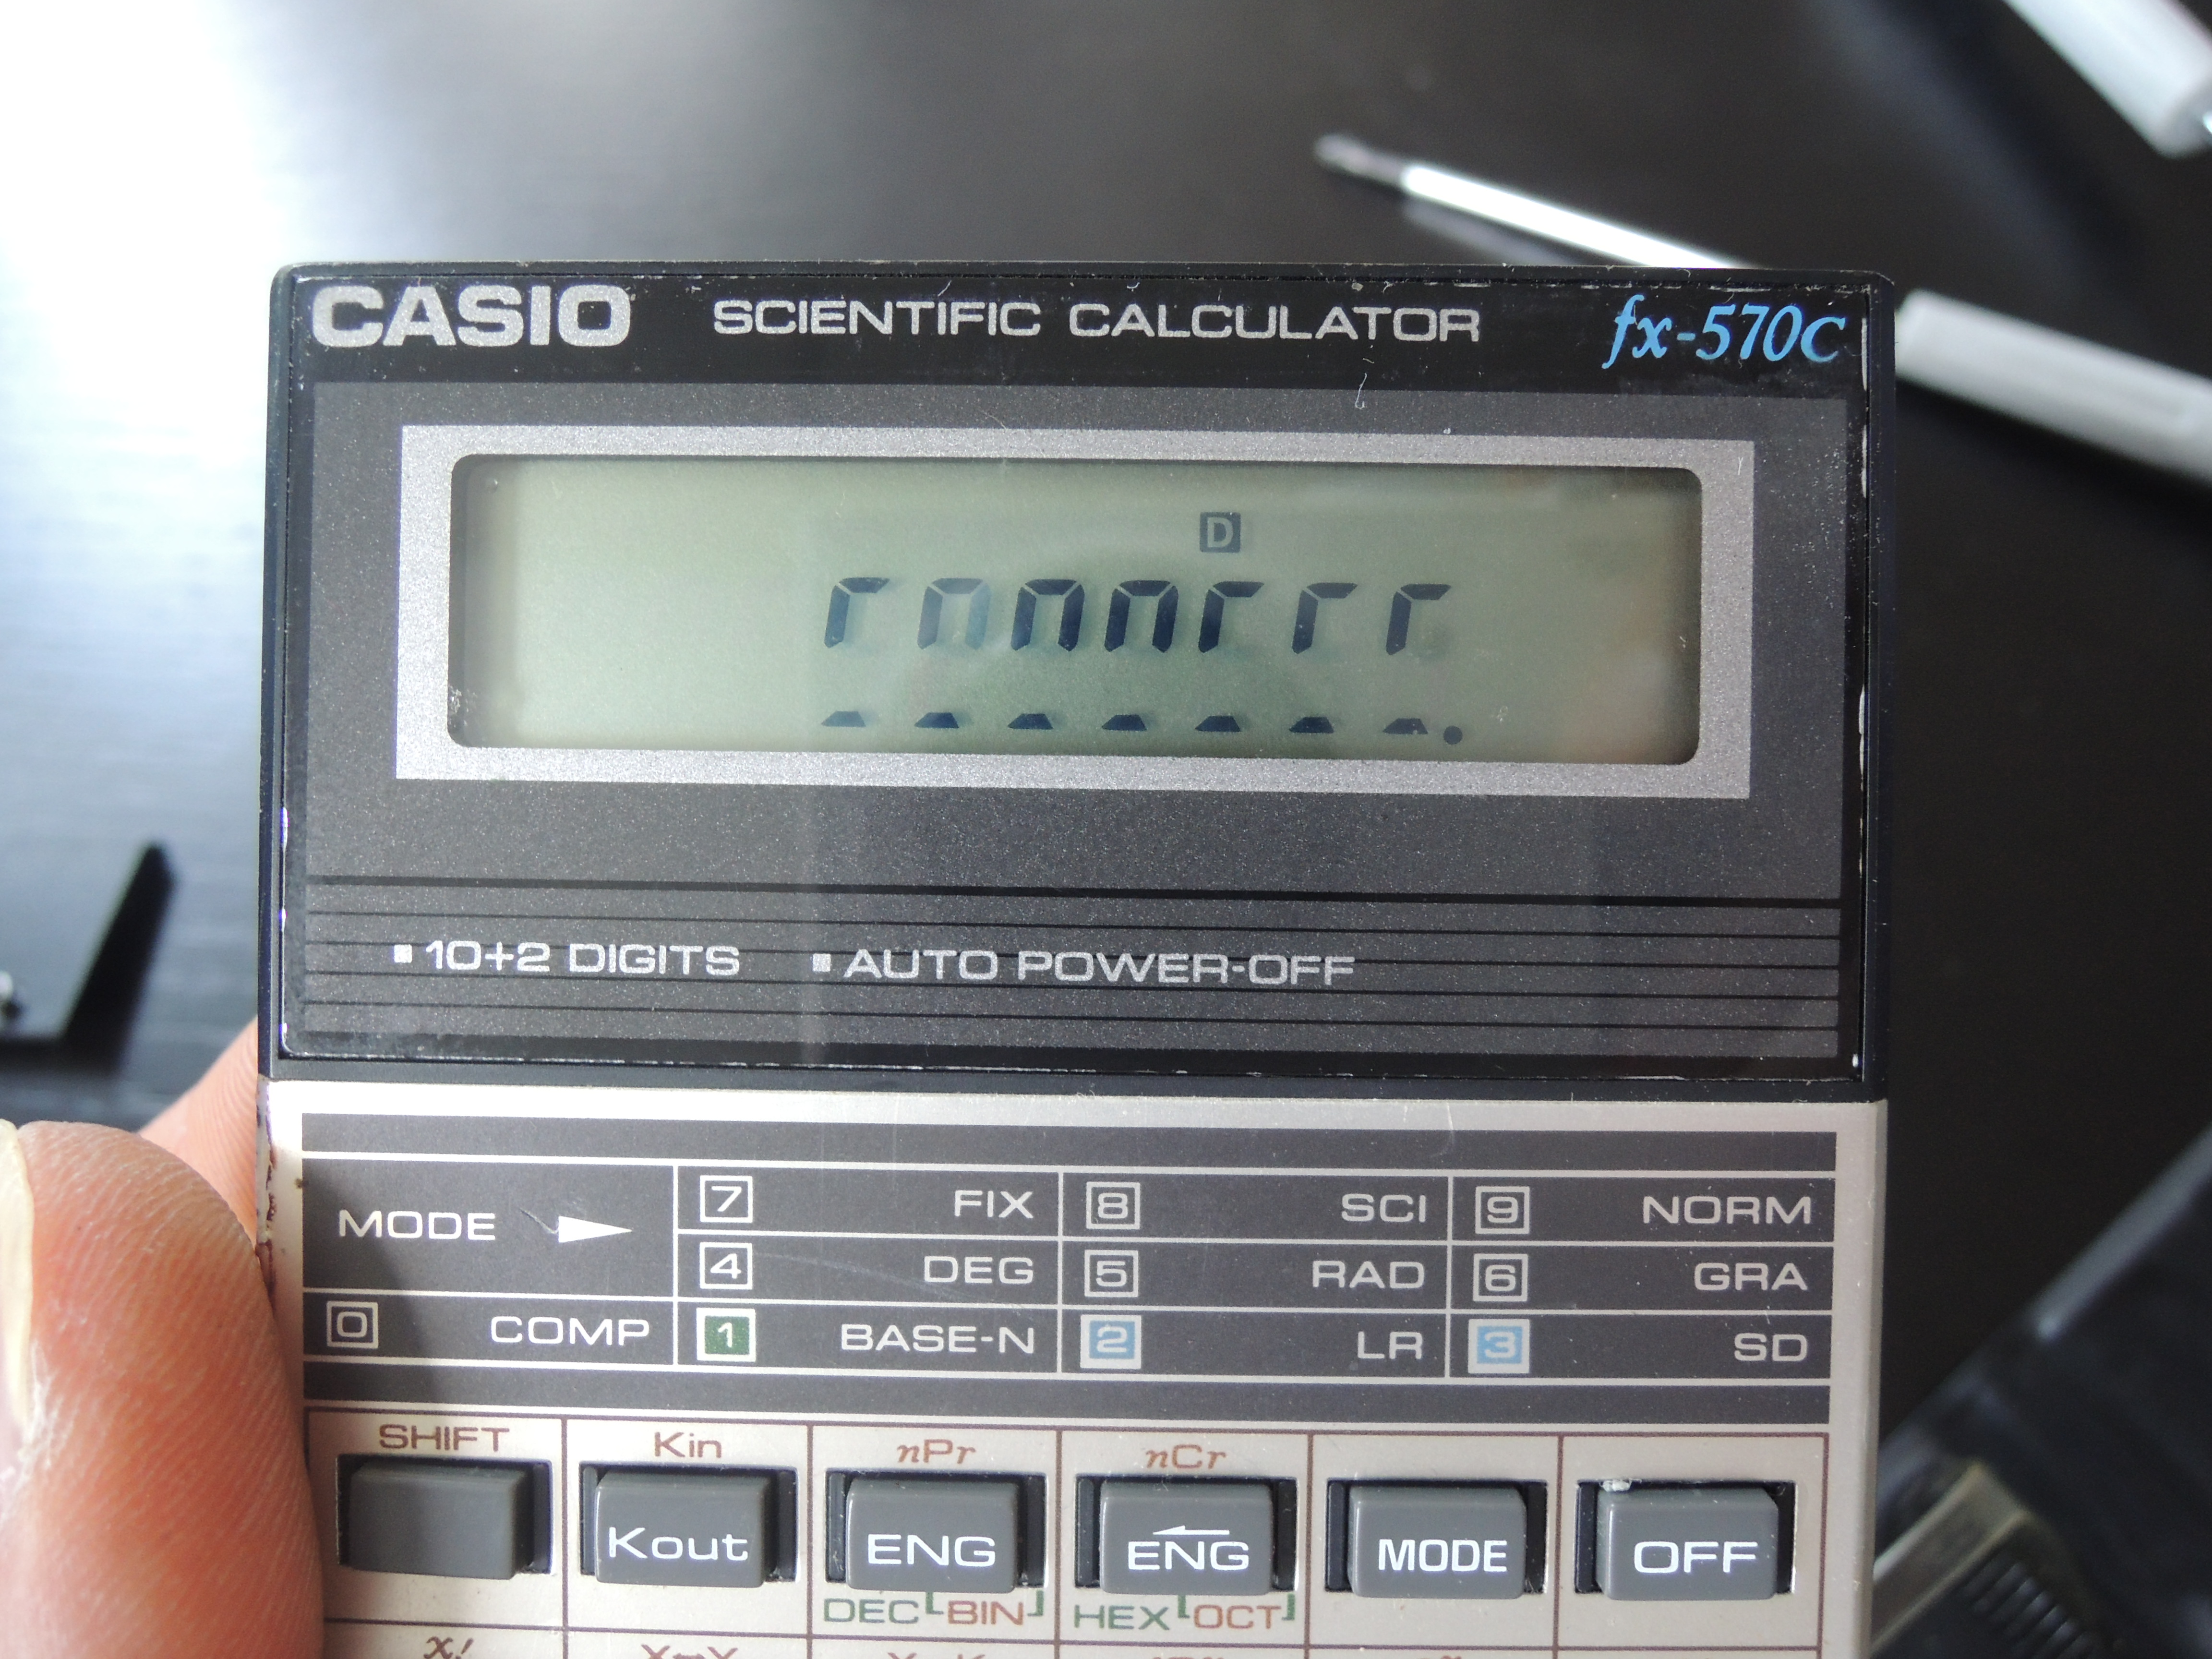 CASIO SCIENTIFIC CALCULATOR fx-570c
D
10+2 DIGITS AUTO POWER-OFF
MODE 7 FIX 8 SCI 9 NORM
4 DEG 5 RAD 6 GRA
0 COMP 1 BASE-N 2 LR 3 SD
SHIFT Kin nPr nCr
Kout ENG ENG MODE OFF
DEC BIN HEX OCT
x!